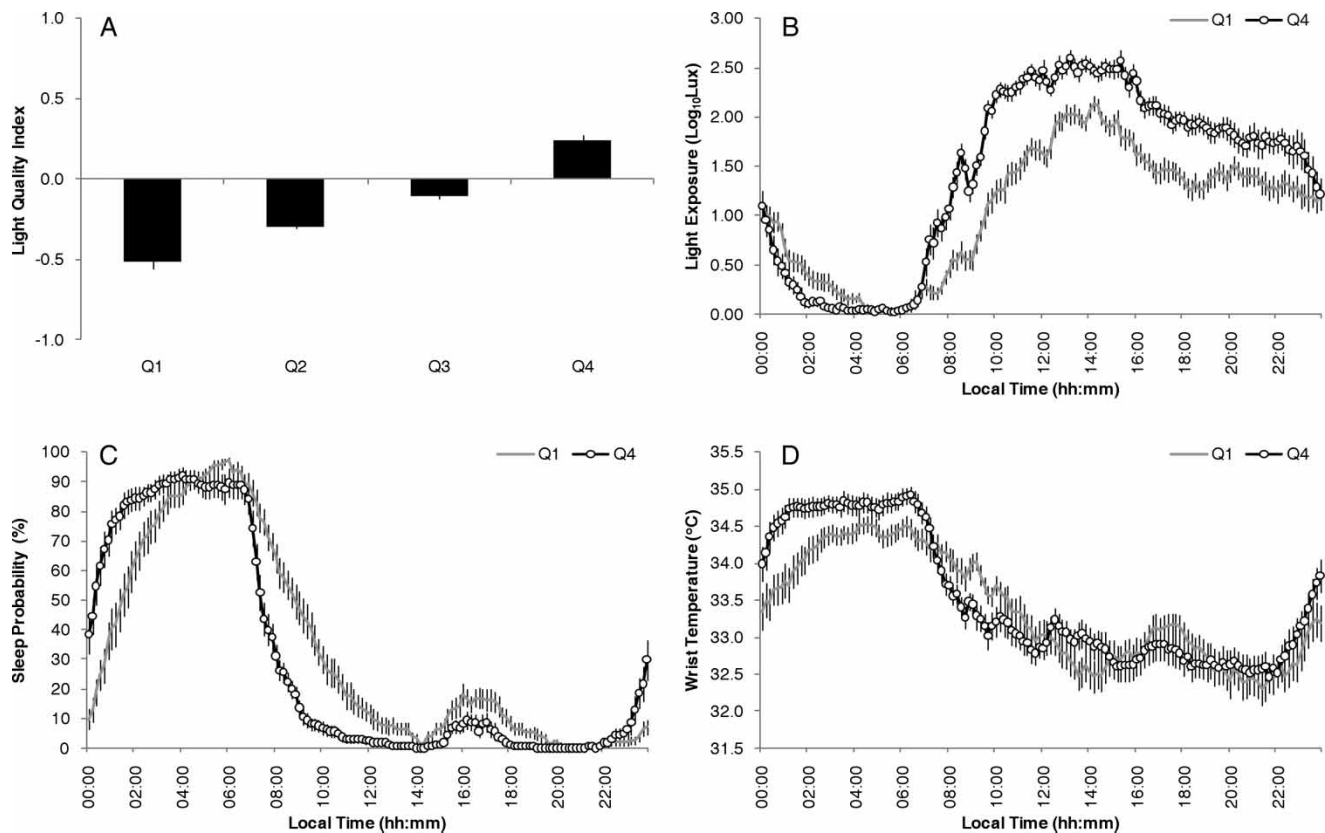 A
Light Quality Index
1.0
0.5
0.0
-0.5
-1.0
Q1 Q2 Q3 Q4
B
Q1 Q4
Light Exposure (Log10Lux)
3.00
2.50
2.00
1.50
1.00
0.50
0.00
00:00 02:00 04:00 06:00 08:00 10:00 12:00 14:00 16:00 18:00 20:00 22:00
Local Time (hh:mm)
C
Q1 Q4
Sleep Probability (%)
100
90
80
70
60
50
40
30
20
10
0
00:00 02:00 04:00 06:00 08:00 10:00 12:00 14:00 16:00 18:00 20:00 22:00
Local Time (hh:mm)
D
Q1 Q4
Wrist Temperature (°C)
35.5
35.0
34.5
34.0
33.5
33.0
32.5
32.0
31.5
00:00 02:00 04:00 06:00 08:00 10:00 12:00 14:00 16:00 18:00 20:00 22:00
Local Time (hh:mm)